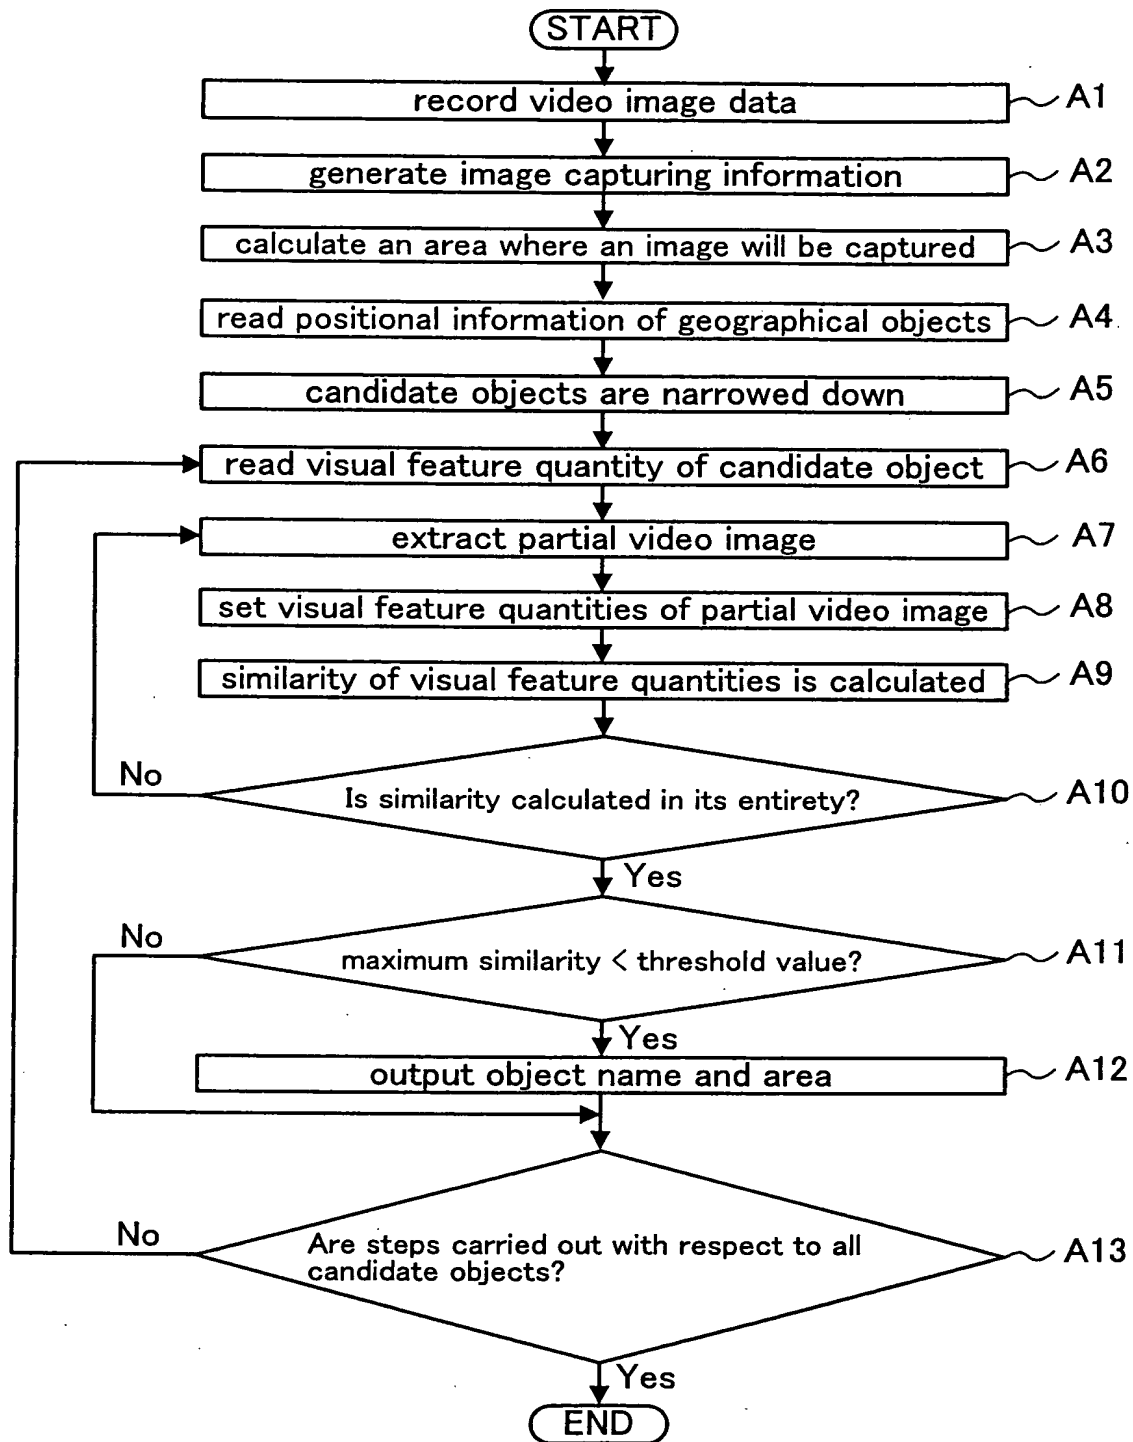 START
record video image data
A1
generate image capturing information
A2
calculate an area where an image will be captured
A3
read positional information of geographical objects
A4
candidate objects are narrowed down
A5
read visual feature quantity of candidate object
A6
extract partial video image
A7
set visual feature quantities of partial video image
A8
similarity of visual feature quantities is calculated
A9
No
Is similarity calculated in its entirety?
A10
Yes
No
maximum similarity < threshold value?
A11
Yes
output object name and area
A12
No
Are steps carried out with respect to all
candidate objects?
A13
Yes
END